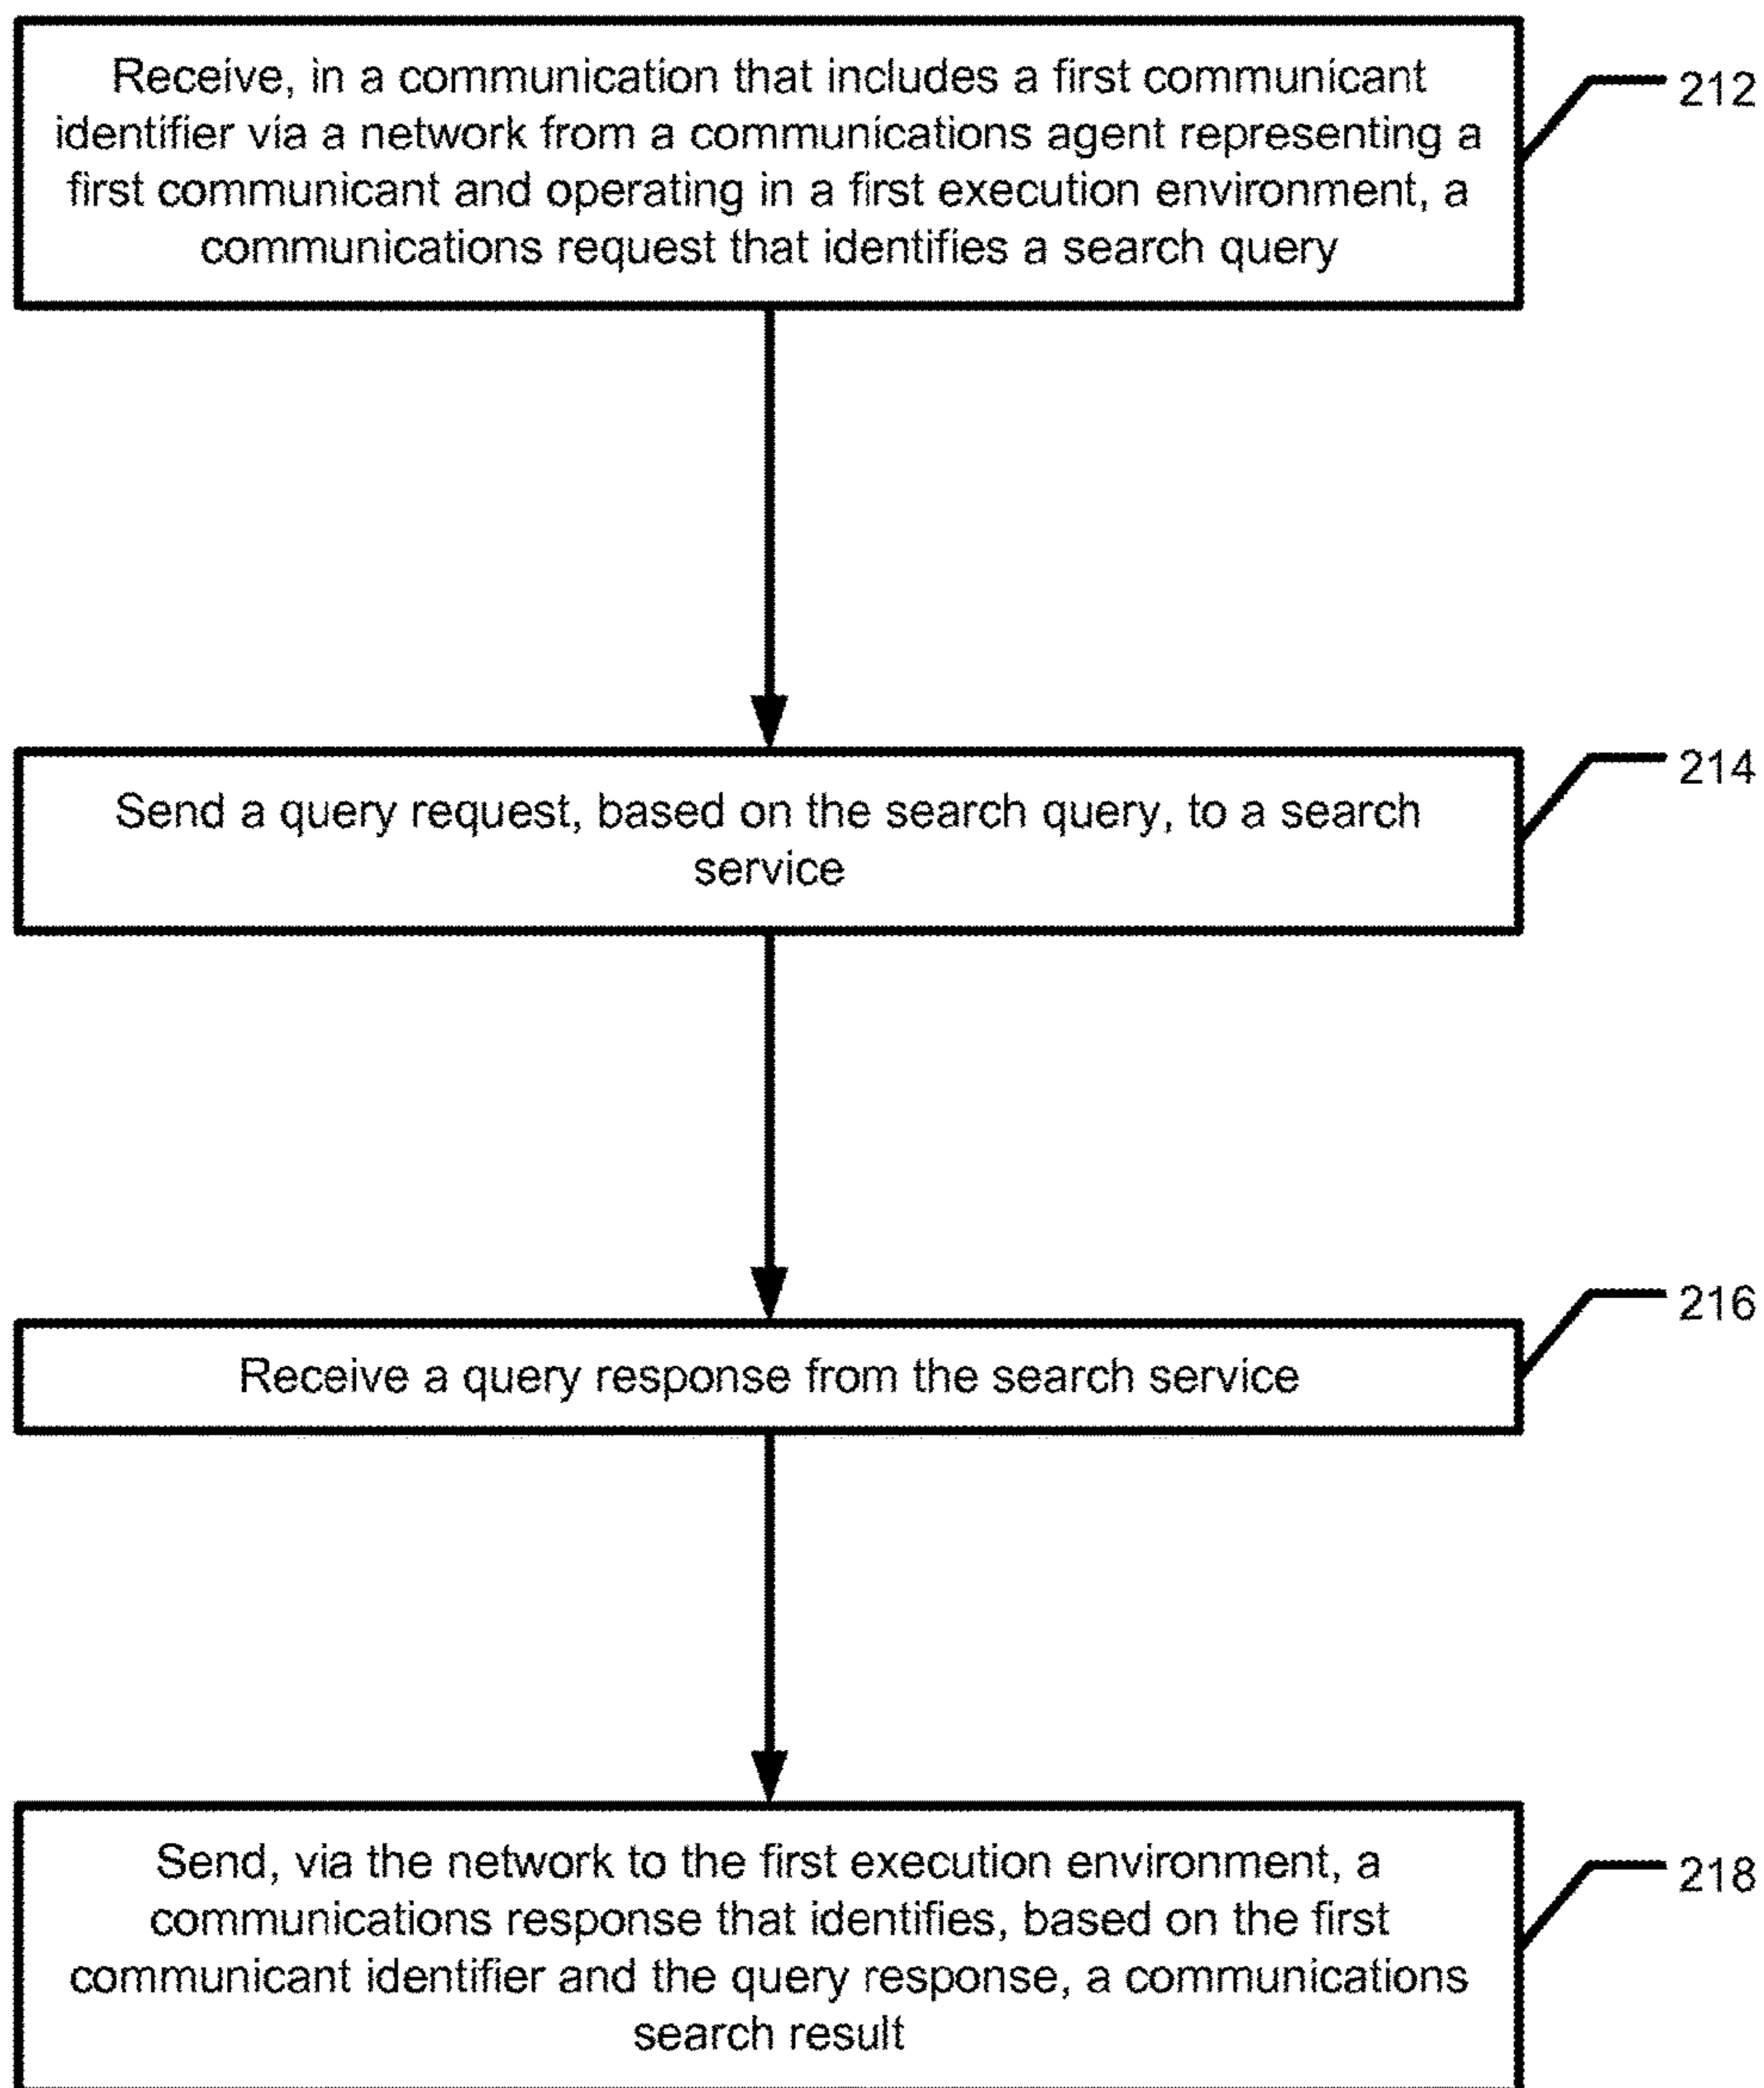 Receive, in a communication that includes a first communicant
identifier via a network from a communications agent representing a
first communicant and operating in a first execution environment, a
communications request that identifies a search query
212
Send a query request, based on the search query, to a search
service
214
Receive a query response from the search service
216
Send, via the network to the first execution environment, a
communications response that identifies, based on the first
communicant identifier and the query response, a communications
search result
218